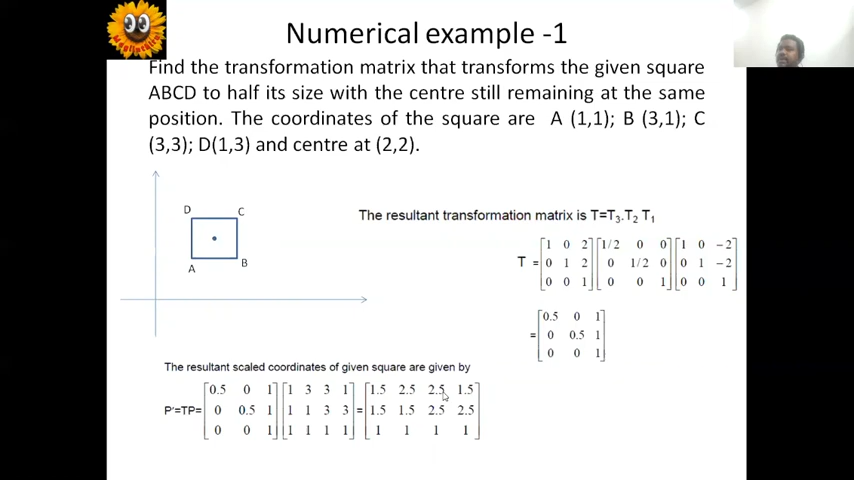 Numerical example -1
Find the transformation matrix that transforms the given square
ABCD to half its size with the centre still remaining at the same
position. The coordinates of the square are A (1,1); B (3,1); C
(3,3); D(1,3) and centre at (2,2).
D C
A B
The resultant transformation matrix is T=T₃.T₂ T₁
T = [1 0 2] [1/2 0 0] [1 0 −2]
[0 1 2] [0 1/2 0] [0 1 −2]
[0 0 1] [0 0 1] [0 0 1]
= [0.5 0 1]
[0 0.5 1]
[0 0 1]
The resultant scaled coordinates of given square are given by
P'=TP= [0.5 0 1] [1 3 3 1] = [1.5 2.5 2.5 1.5]
[0 0.5 1] [1 1 3 3] [1.5 1.5 2.5 2.5]
[0 0 1] [1 1 1 1] [1 1 1 1]